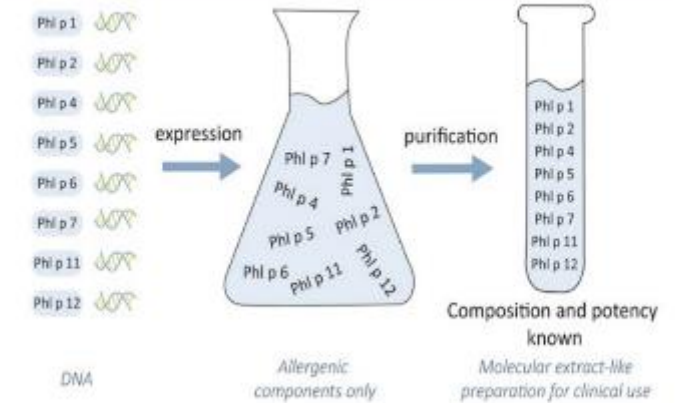 Phl p 1
Phl p 2
Phl p 4
Phl p 5
Phl p 6
Phl p 7
Phl p 11
Phl p 12
DNA
expression
Phl p 7
Phl p 1
Phl p 4
Phl p 2
Phl p 5
Phl p 6
Phl p 11
Phl p 12
Allergenic
components only
purification
Phl p 1
Phl p 2
Phl p 4
Phl p 5
Phl p 6
Phl p 7
Phl p 11
Phl p 12
Composition and potency
known
Molecular extract-like
preparation for clinical use